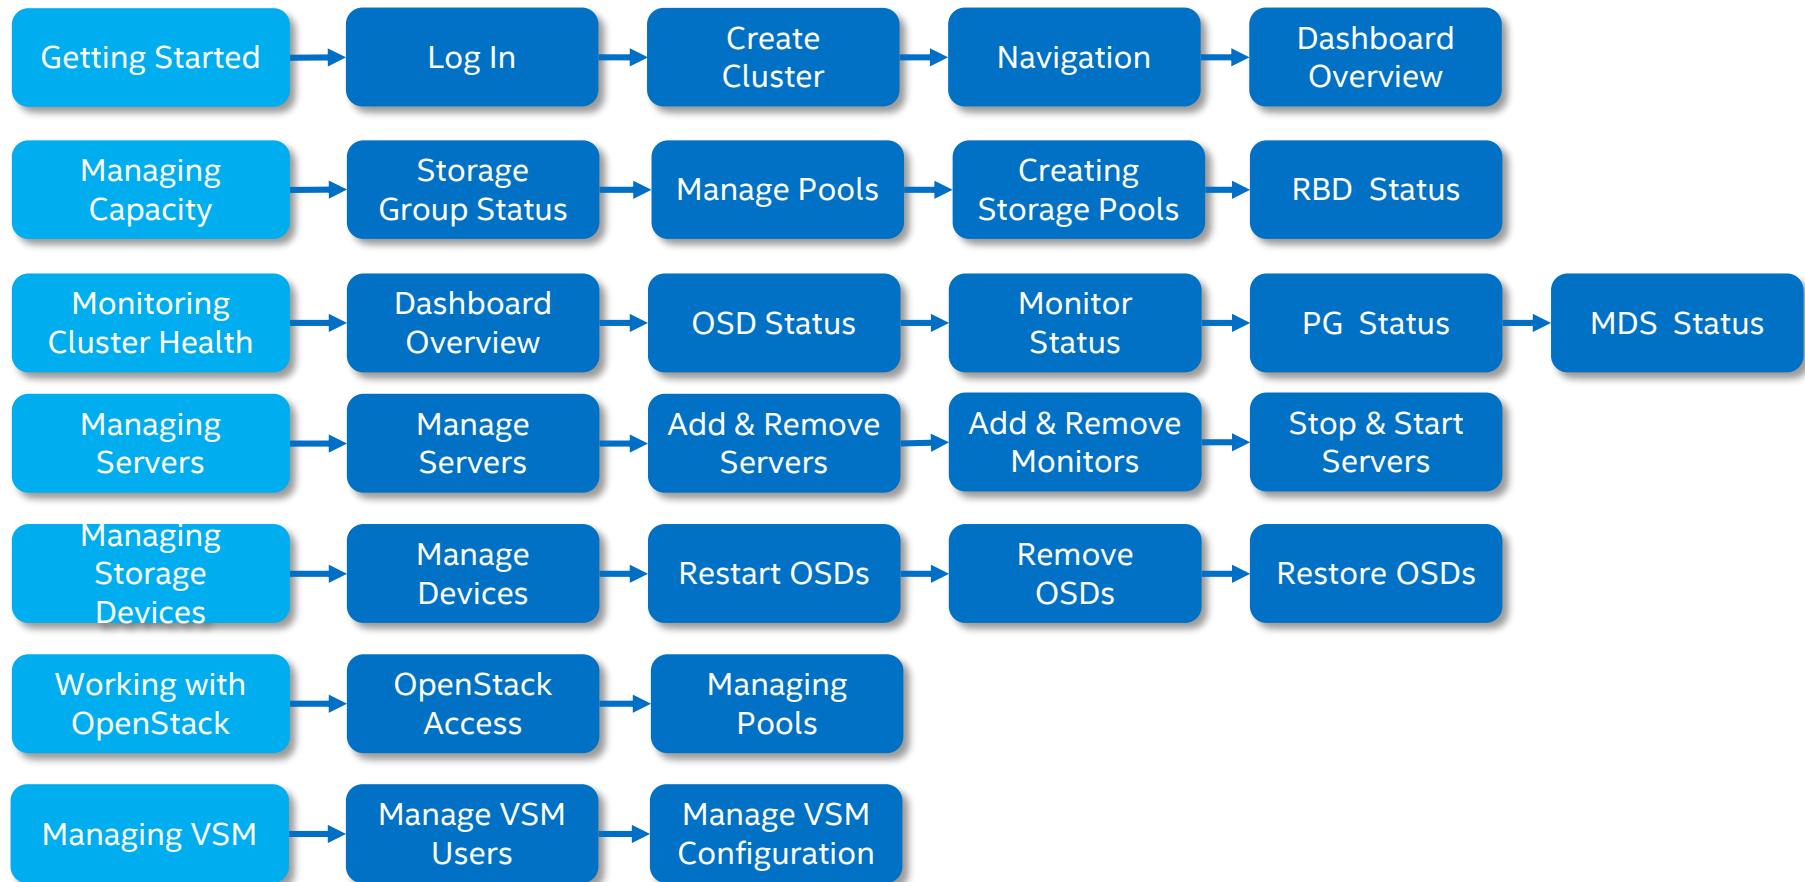 Getting Started
Log In
Create
Cluster
Navigation
Dashboard
Overview
Managing
Capacity
Storage
Group Status
Manage Pools
Creating
Storage Pools
RBD  Status
Monitoring
Cluster Health
Dashboard
Overview
OSD Status
Monitor
Status
PG  Status
MDS  Status
Managing
Servers
Manage
Servers
Add & Remove
Servers
Add & Remove
Monitors
Stop & Start
Servers
Managing
Storage
Devices
Manage
Devices
Restart OSDs
Remove
OSDs
Restore OSDs
Working with
OpenStack
OpenStack
Access
Managing
Pools
Managing VSM
Manage VSM
Users
Manage VSM
Configuration